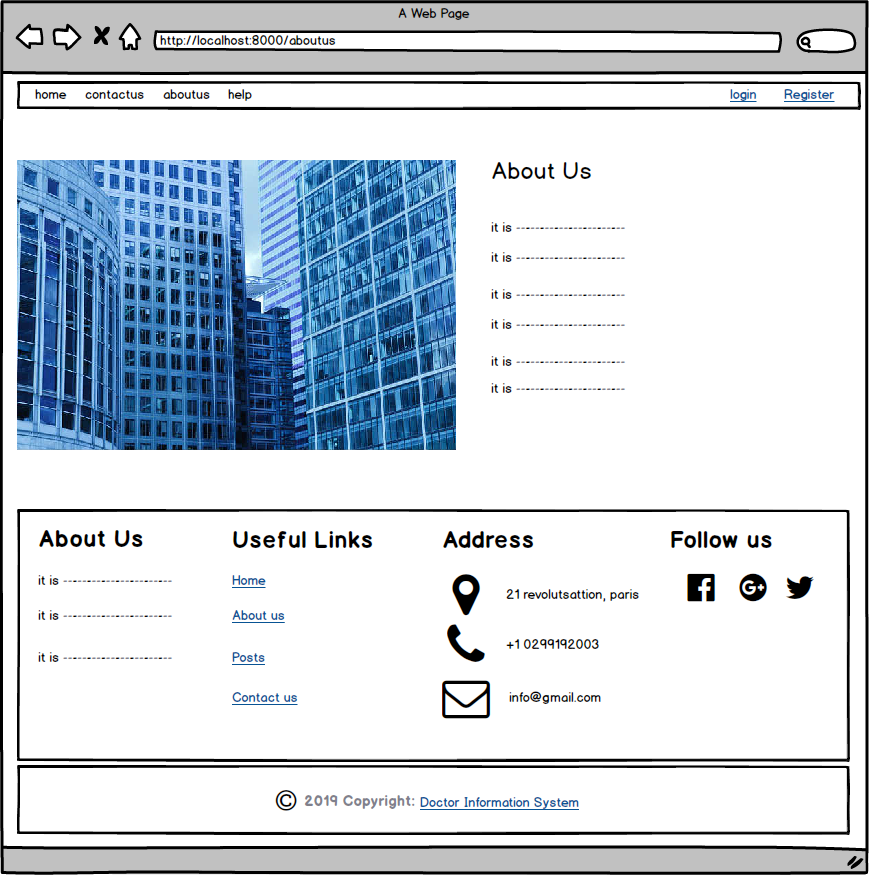 A Web Page
http://localhost:8000/aboutus
home contactus aboutus help login Register
About Us
it is -----------------------
it is -----------------------
it is -----------------------
it is -----------------------
it is -----------------------
it is -----------------------
About Us
it is -----------------------
it is -----------------------
it is -----------------------
Useful Links
Home
About us
Posts
Contact us
Address
21 revolutsattion, paris
+1 0299192003
info@gmail.com
Follow us
© 2019 Copyright: Doctor Information System